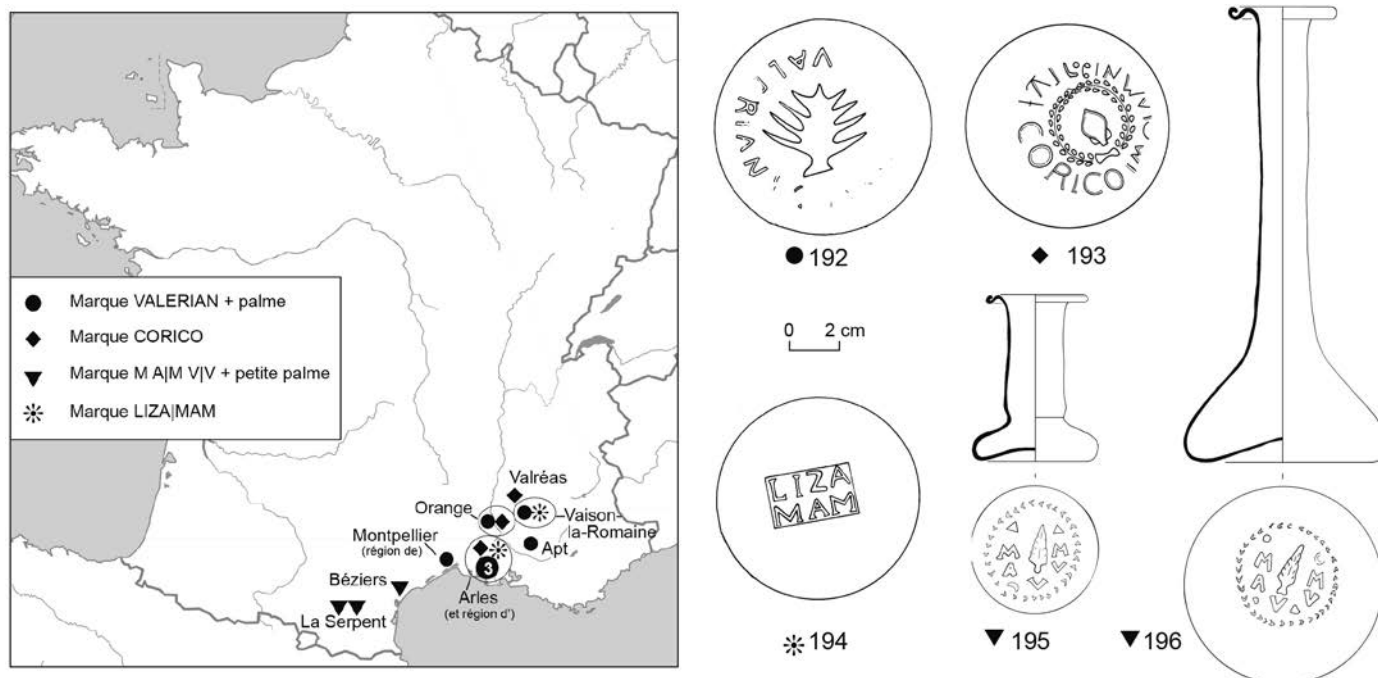 Marque VALERIAN + palme
Marque CORICO
Marque M A|M V|V + petite palme
Marque LIZA|MAM
Valréas
Orange
Vaison-
la-Romaine
Montpellier
(région de)
Apt
3
Béziers
Arles
(et région d')
La Serpent
VALERIAN
192
CORICO
193
0 2 cm
LIZA
MAM
194
M
A
V
V
M
195
196
M
A
V
V
M